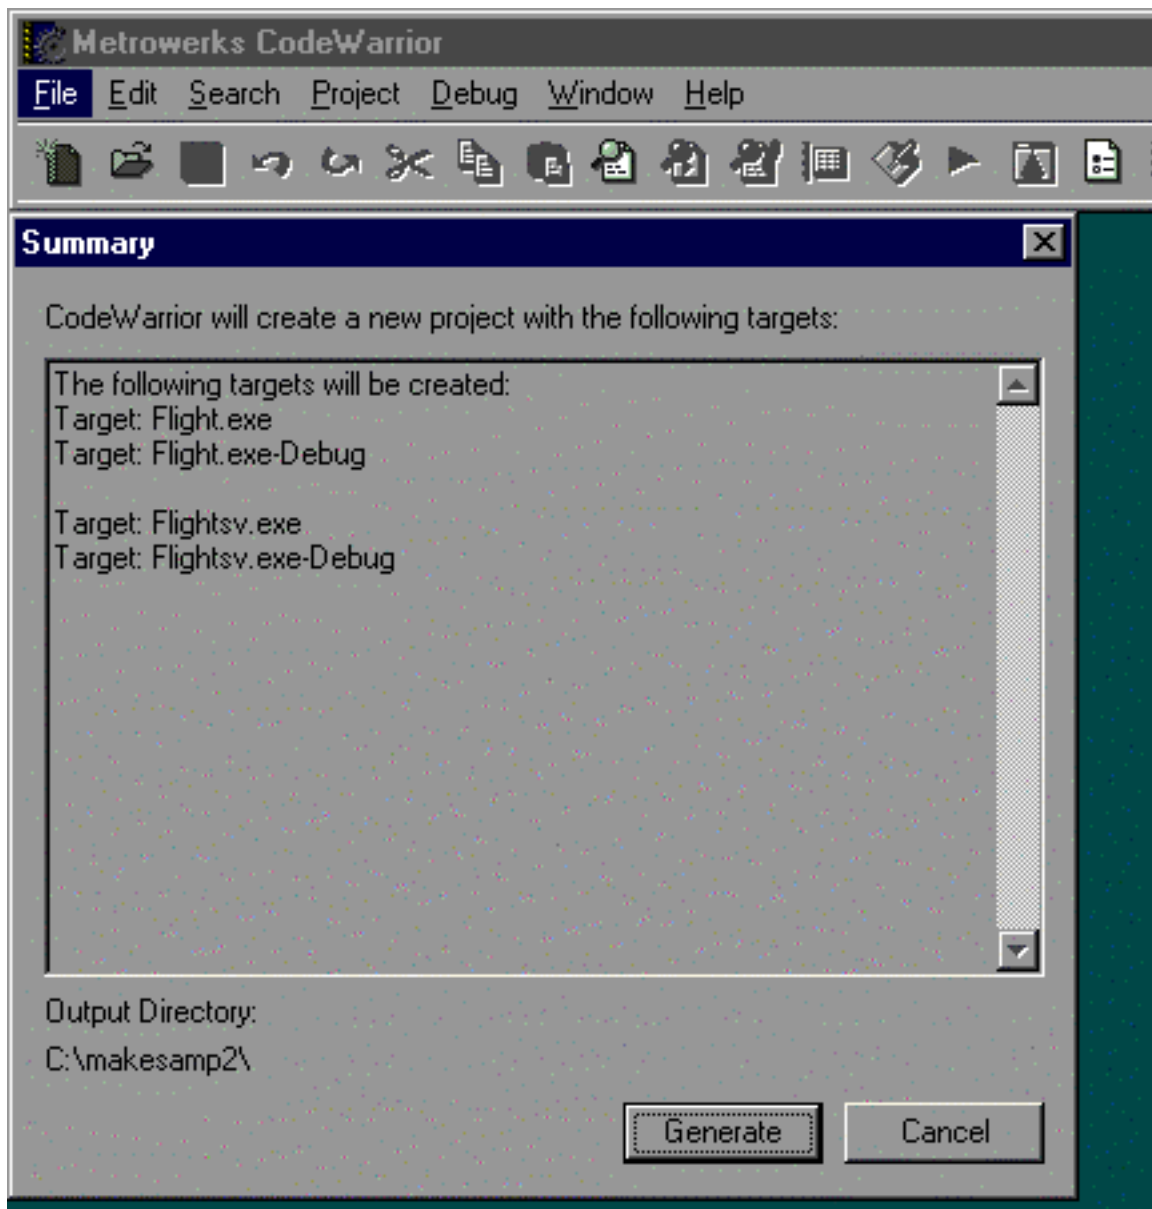 Metrowerks CodeWarrior
File Edit Search Project Debug Window Help
Summary
CodeWarrior will create a new project with the following targets:
The following targets will be created:
Target: Flight.exe
Target: Flight.exe-Debug
Target: Flightsv.exe
Target: Flightsv.exe-Debug
Output Directory:
C:\makesamp2\
Generate Cancel